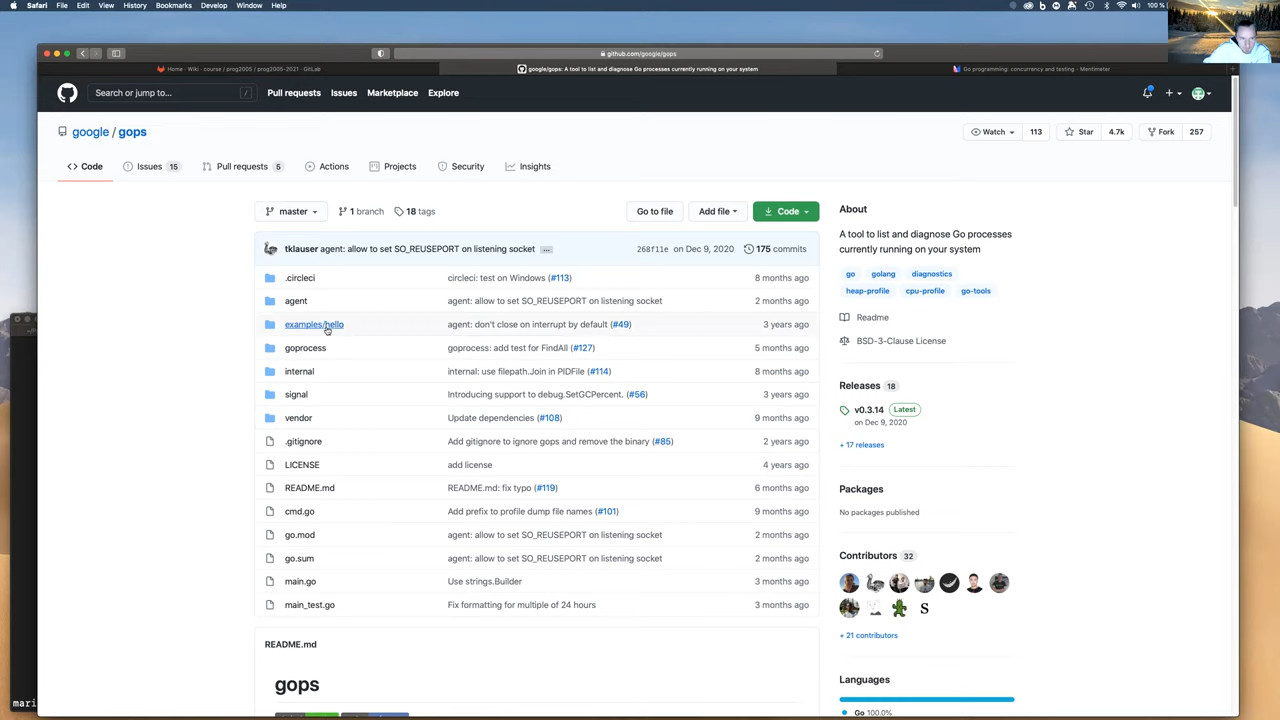 Safari File Edit View History Bookmarks Develop Window Help
100 %
github.com/google/gops
Home · Wiki · course / prog2005 / prog2005-2021 · GitLab
google/gops: A tool to list and diagnose Go processes currently running on your system
Go programming: concurrency and testing - Mentimeter
Search or jump to... /
Pull requests Issues Marketplace Explore
google / gops
Watch 113 Star 4.7k Fork 257
Code Issues 15 Pull requests 5 Actions Projects Security Insights
master 1 branch 18 tags Go to file Add file Code
tklauser agent: allow to set SO_REUSEPORT on listening socket ... 268f11e on Dec 9, 2020 175 commits
.circleci circleci: test on Windows (#113) 8 months ago
agent agent: allow to set SO_REUSEPORT on listening socket 2 months ago
examples/hello agent: don't close on interrupt by default (#49) 3 years ago
goprocess goprocess: add test for FindAll (#127) 5 months ago
internal internal: use filepath.Join in PIDFile (#114) 8 months ago
signal Introducing support to debug.SetGCPercent. (#56) 3 years ago
vendor Update dependencies (#108) 9 months ago
.gitignore Add gitignore to ignore gops and remove the binary (#85) 2 years ago
LICENSE add license 4 years ago
README.md README.md: fix typo (#119) 6 months ago
cmd.go Add prefix to profile dump file names (#101) 9 months ago
go.mod agent: allow to set SO_REUSEPORT on listening socket 2 months ago
go.sum agent: allow to set SO_REUSEPORT on listening socket 2 months ago
main.go Use strings.Builder 3 months ago
main_test.go Fix formatting for multiple of 24 hours 3 months ago
README.md
gops
About
A tool to list and diagnose Go processes
currently running on your system
go golang diagnostics
heap-profile cpu-profile go-tools
Readme
BSD-3-Clause License
Releases 18
v0.3.14 Latest
on Dec 9, 2020
+ 17 releases
Packages
No packages published
Contributors 32
S
+ 21 contributors
Languages
Go 100.0%
mari